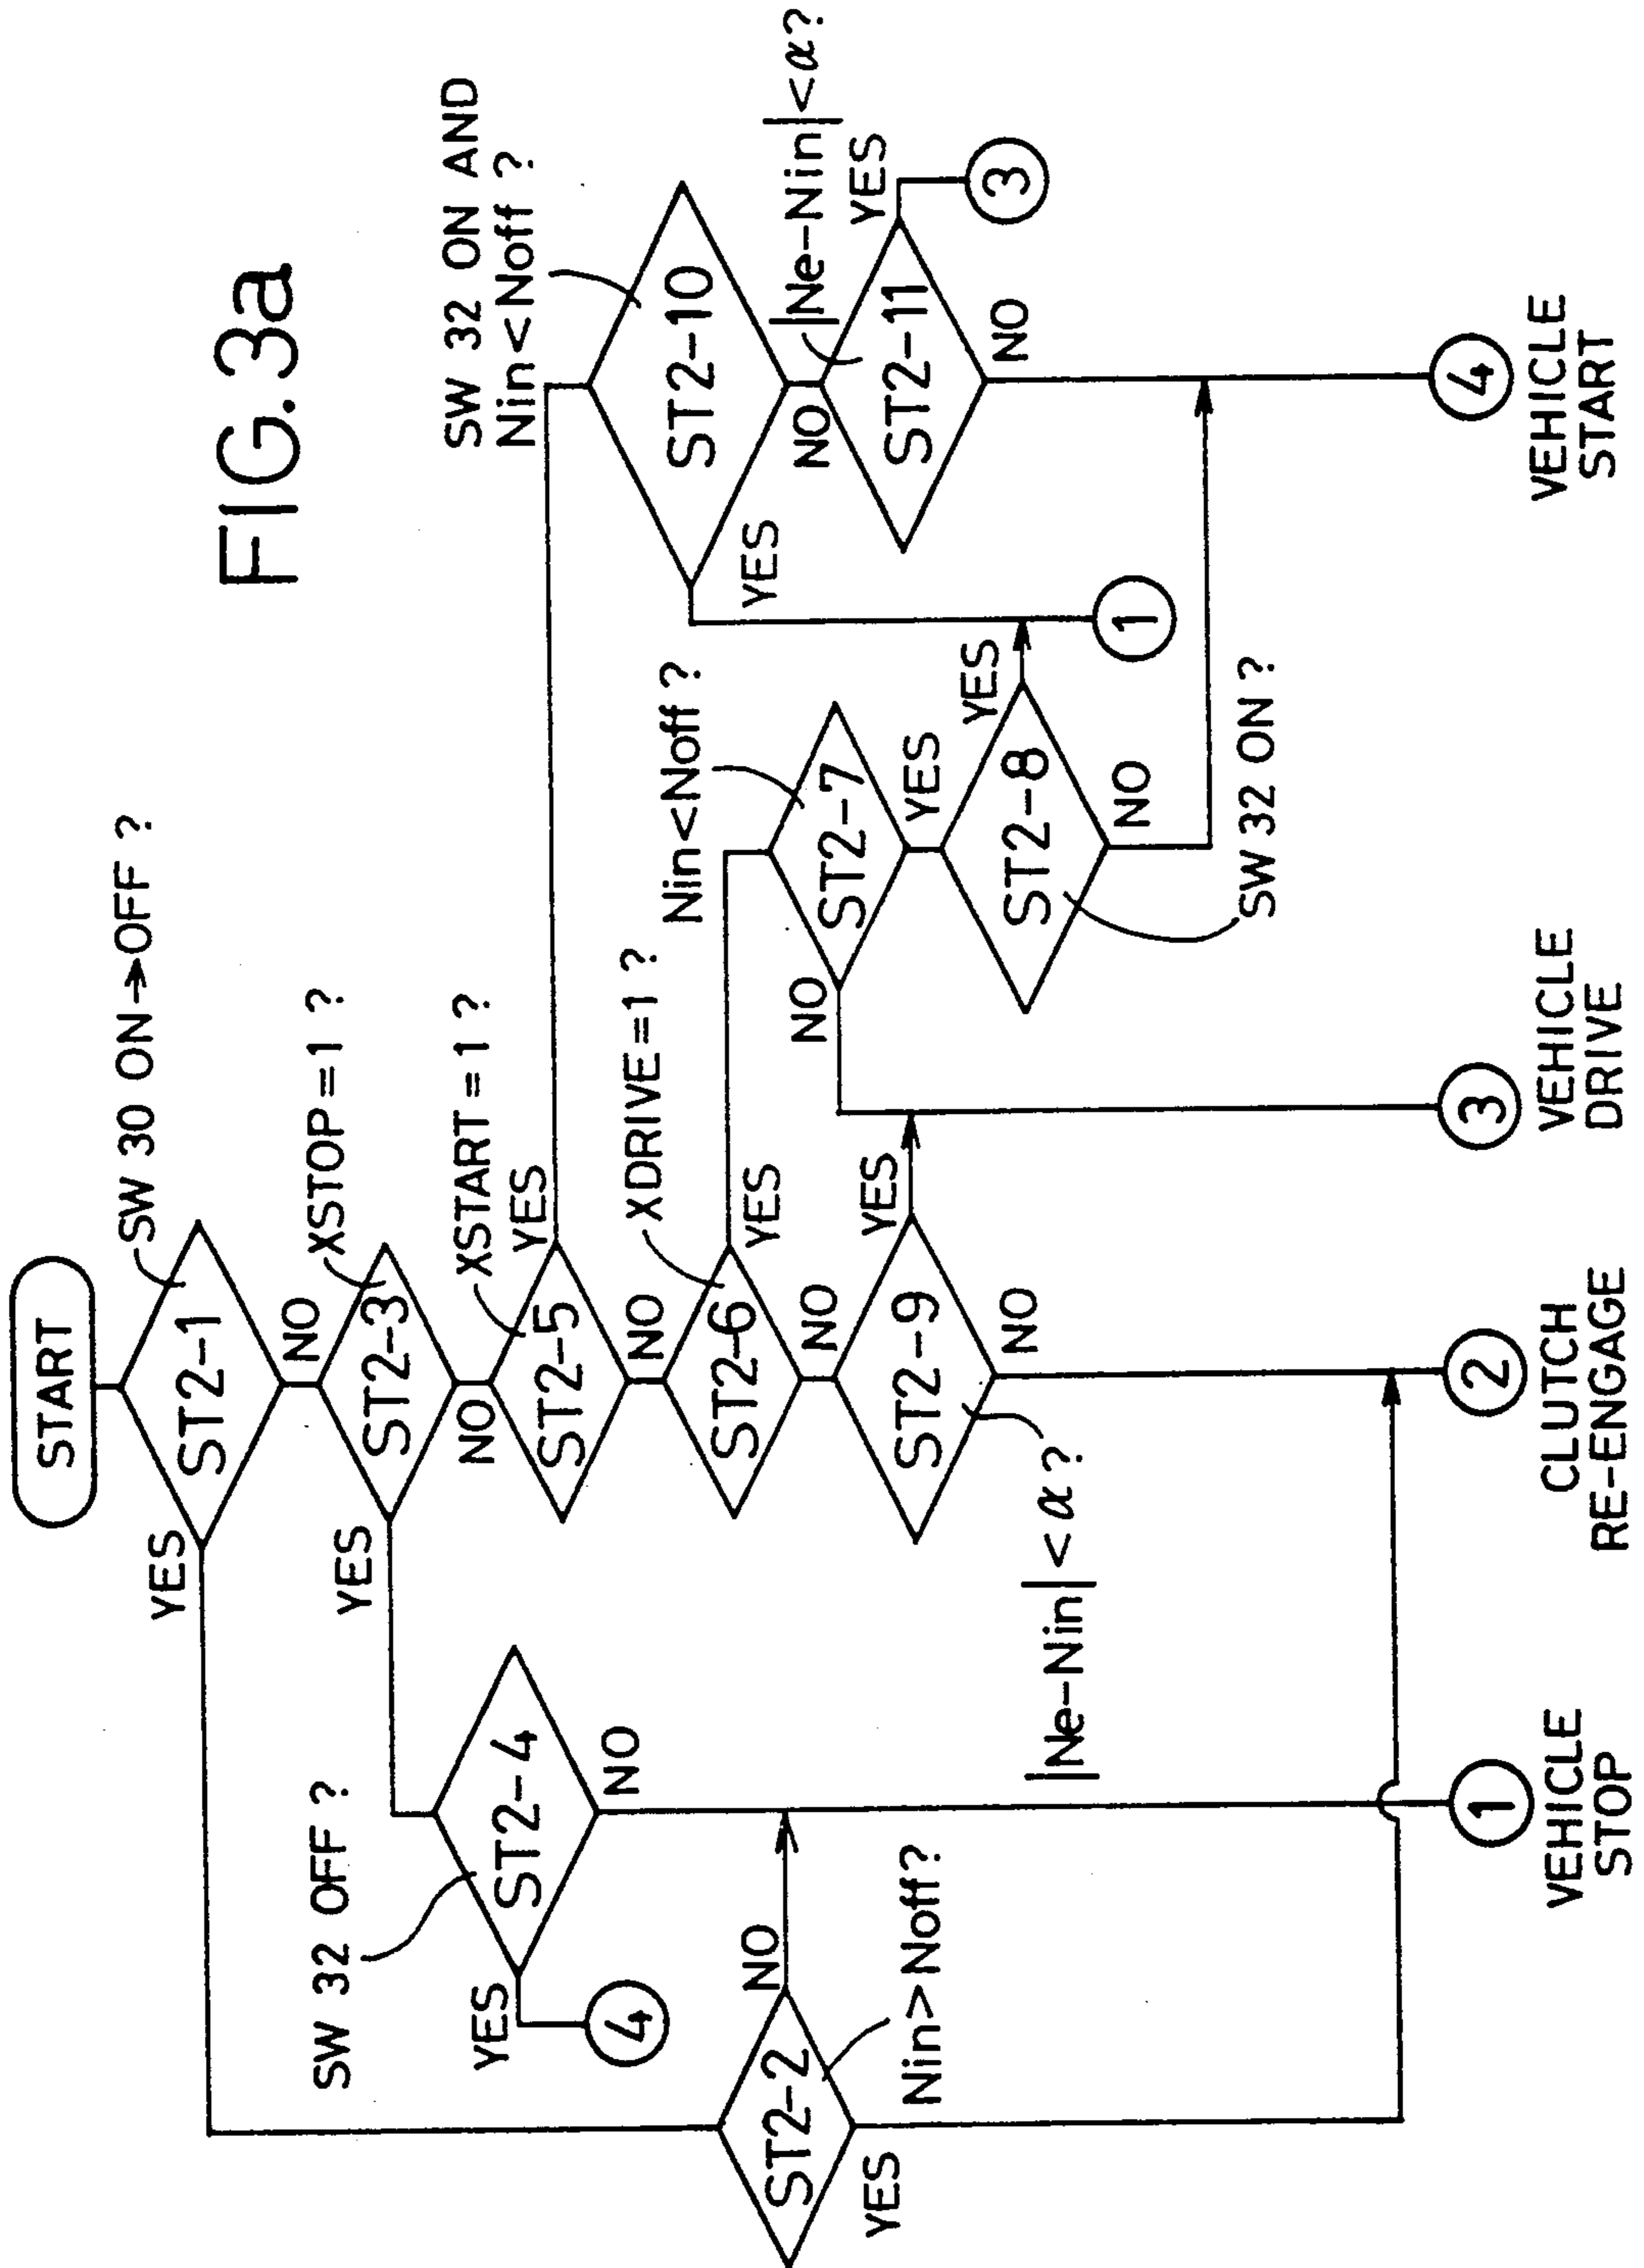 FIG.3a
START
SW 30 ON→OFF ?
ST2-1
YES
NO
XSTOP=1 ?
ST2-3
YES
NO
SW 32 OFF ?
ST2-4
YES
NO
4
XSTART=1 ?
ST2-5
YES
NO
SW 32 ON AND
Nin<Noff ?
ST2-10
YES
NO
|Ne-Nin|<α?
ST2-11
YES
NO
3
XDRIVE=1 ?
ST2-6
YES
NO
Nin<Noff ?
ST2-7
NO
YES
ST2-8
YES
NO
SW 32 ON ?
1
ST2-2
NO
YES
Nin>Noff?
ST2-9
YES
NO
|Ne-Nin|<α?
1
VEHICLE
STOP
2
CLUTCH
RE-ENGAGE
3
VEHICLE
DRIVE
4
VEHICLE
START